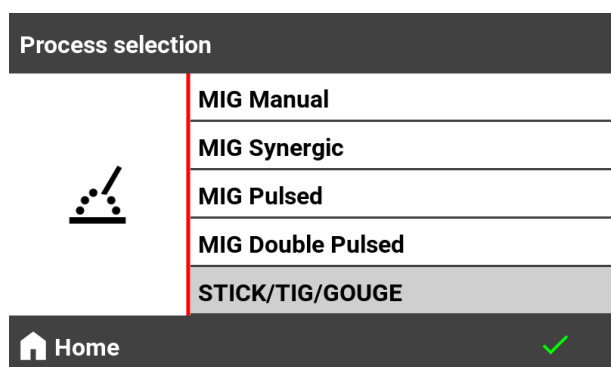 Process selection
MIG Manual
MIG Synergic
MIG Pulsed
MIG Double Pulsed
STICK/TIG/GOUGE
Home